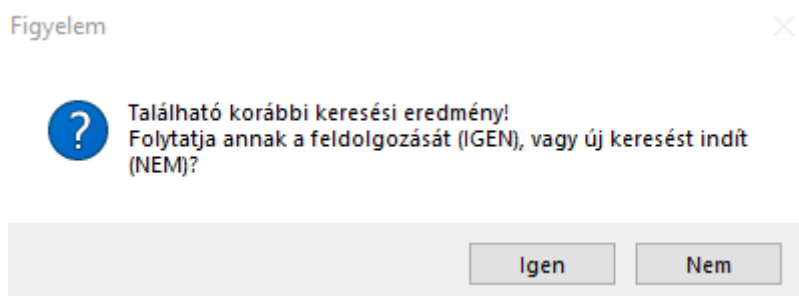 Figyelem
Található korábbi keresési eredmény!
Folytatja annak a feldolgozását (IGEN), vagy új keresést indít
(NEM)?
Igen
Nem